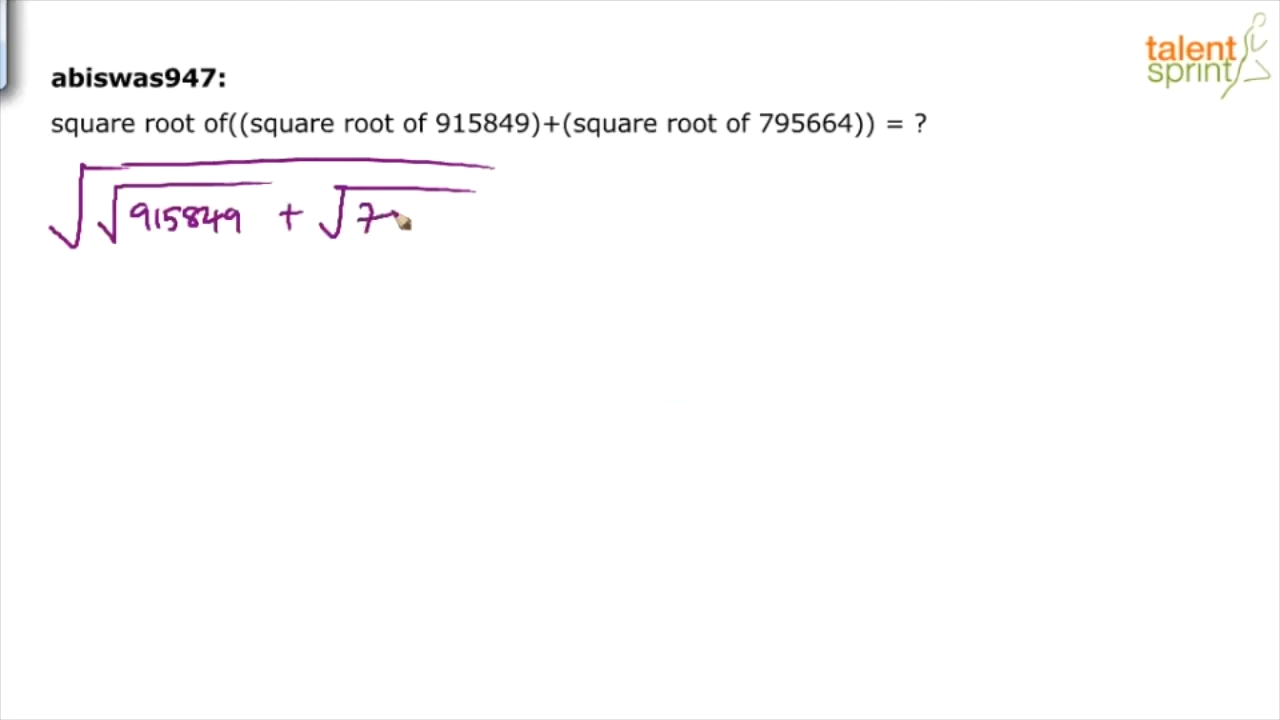 talent
sprint
abiswas947:
square root of((square root of 915849)+(square root of 795664)) = ?
√√915849 + √7